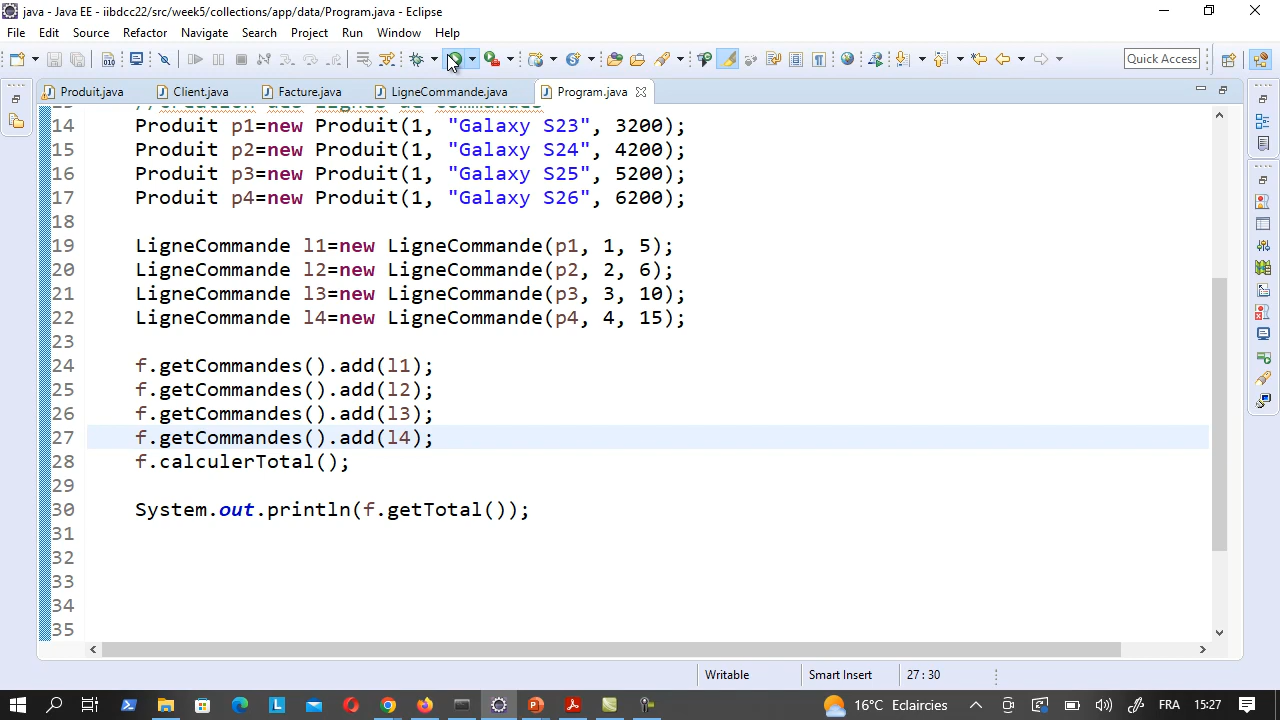 java - Java EE - iibdcc22/src/week5/collections/app/data/Program.java - Eclipse
File Edit Source Refactor Navigate Search Project Run Window Help
Quick Access
Produit.java Client.java Facture.java LigneCommande.java Program.java
14 Produit p1=new Produit(1, "Galaxy S23", 3200);
15 Produit p2=new Produit(1, "Galaxy S24", 4200);
16 Produit p3=new Produit(1, "Galaxy S25", 5200);
17 Produit p4=new Produit(1, "Galaxy S26", 6200);
18
19 LigneCommande l1=new LigneCommande(p1, 1, 5);
20 LigneCommande l2=new LigneCommande(p2, 2, 6);
21 LigneCommande l3=new LigneCommande(p3, 3, 10);
22 LigneCommande l4=new LigneCommande(p4, 4, 15);
23
24 f.getCommandes().add(l1);
25 f.getCommandes().add(l2);
26 f.getCommandes().add(l3);
27 f.getCommandes().add(l4);
28 f.calculerTotal();
29
30 System.out.println(f.getTotal());
31
32
33
34
35
Writable Smart Insert 27 : 30
16°C Eclaircies FRA 15:27